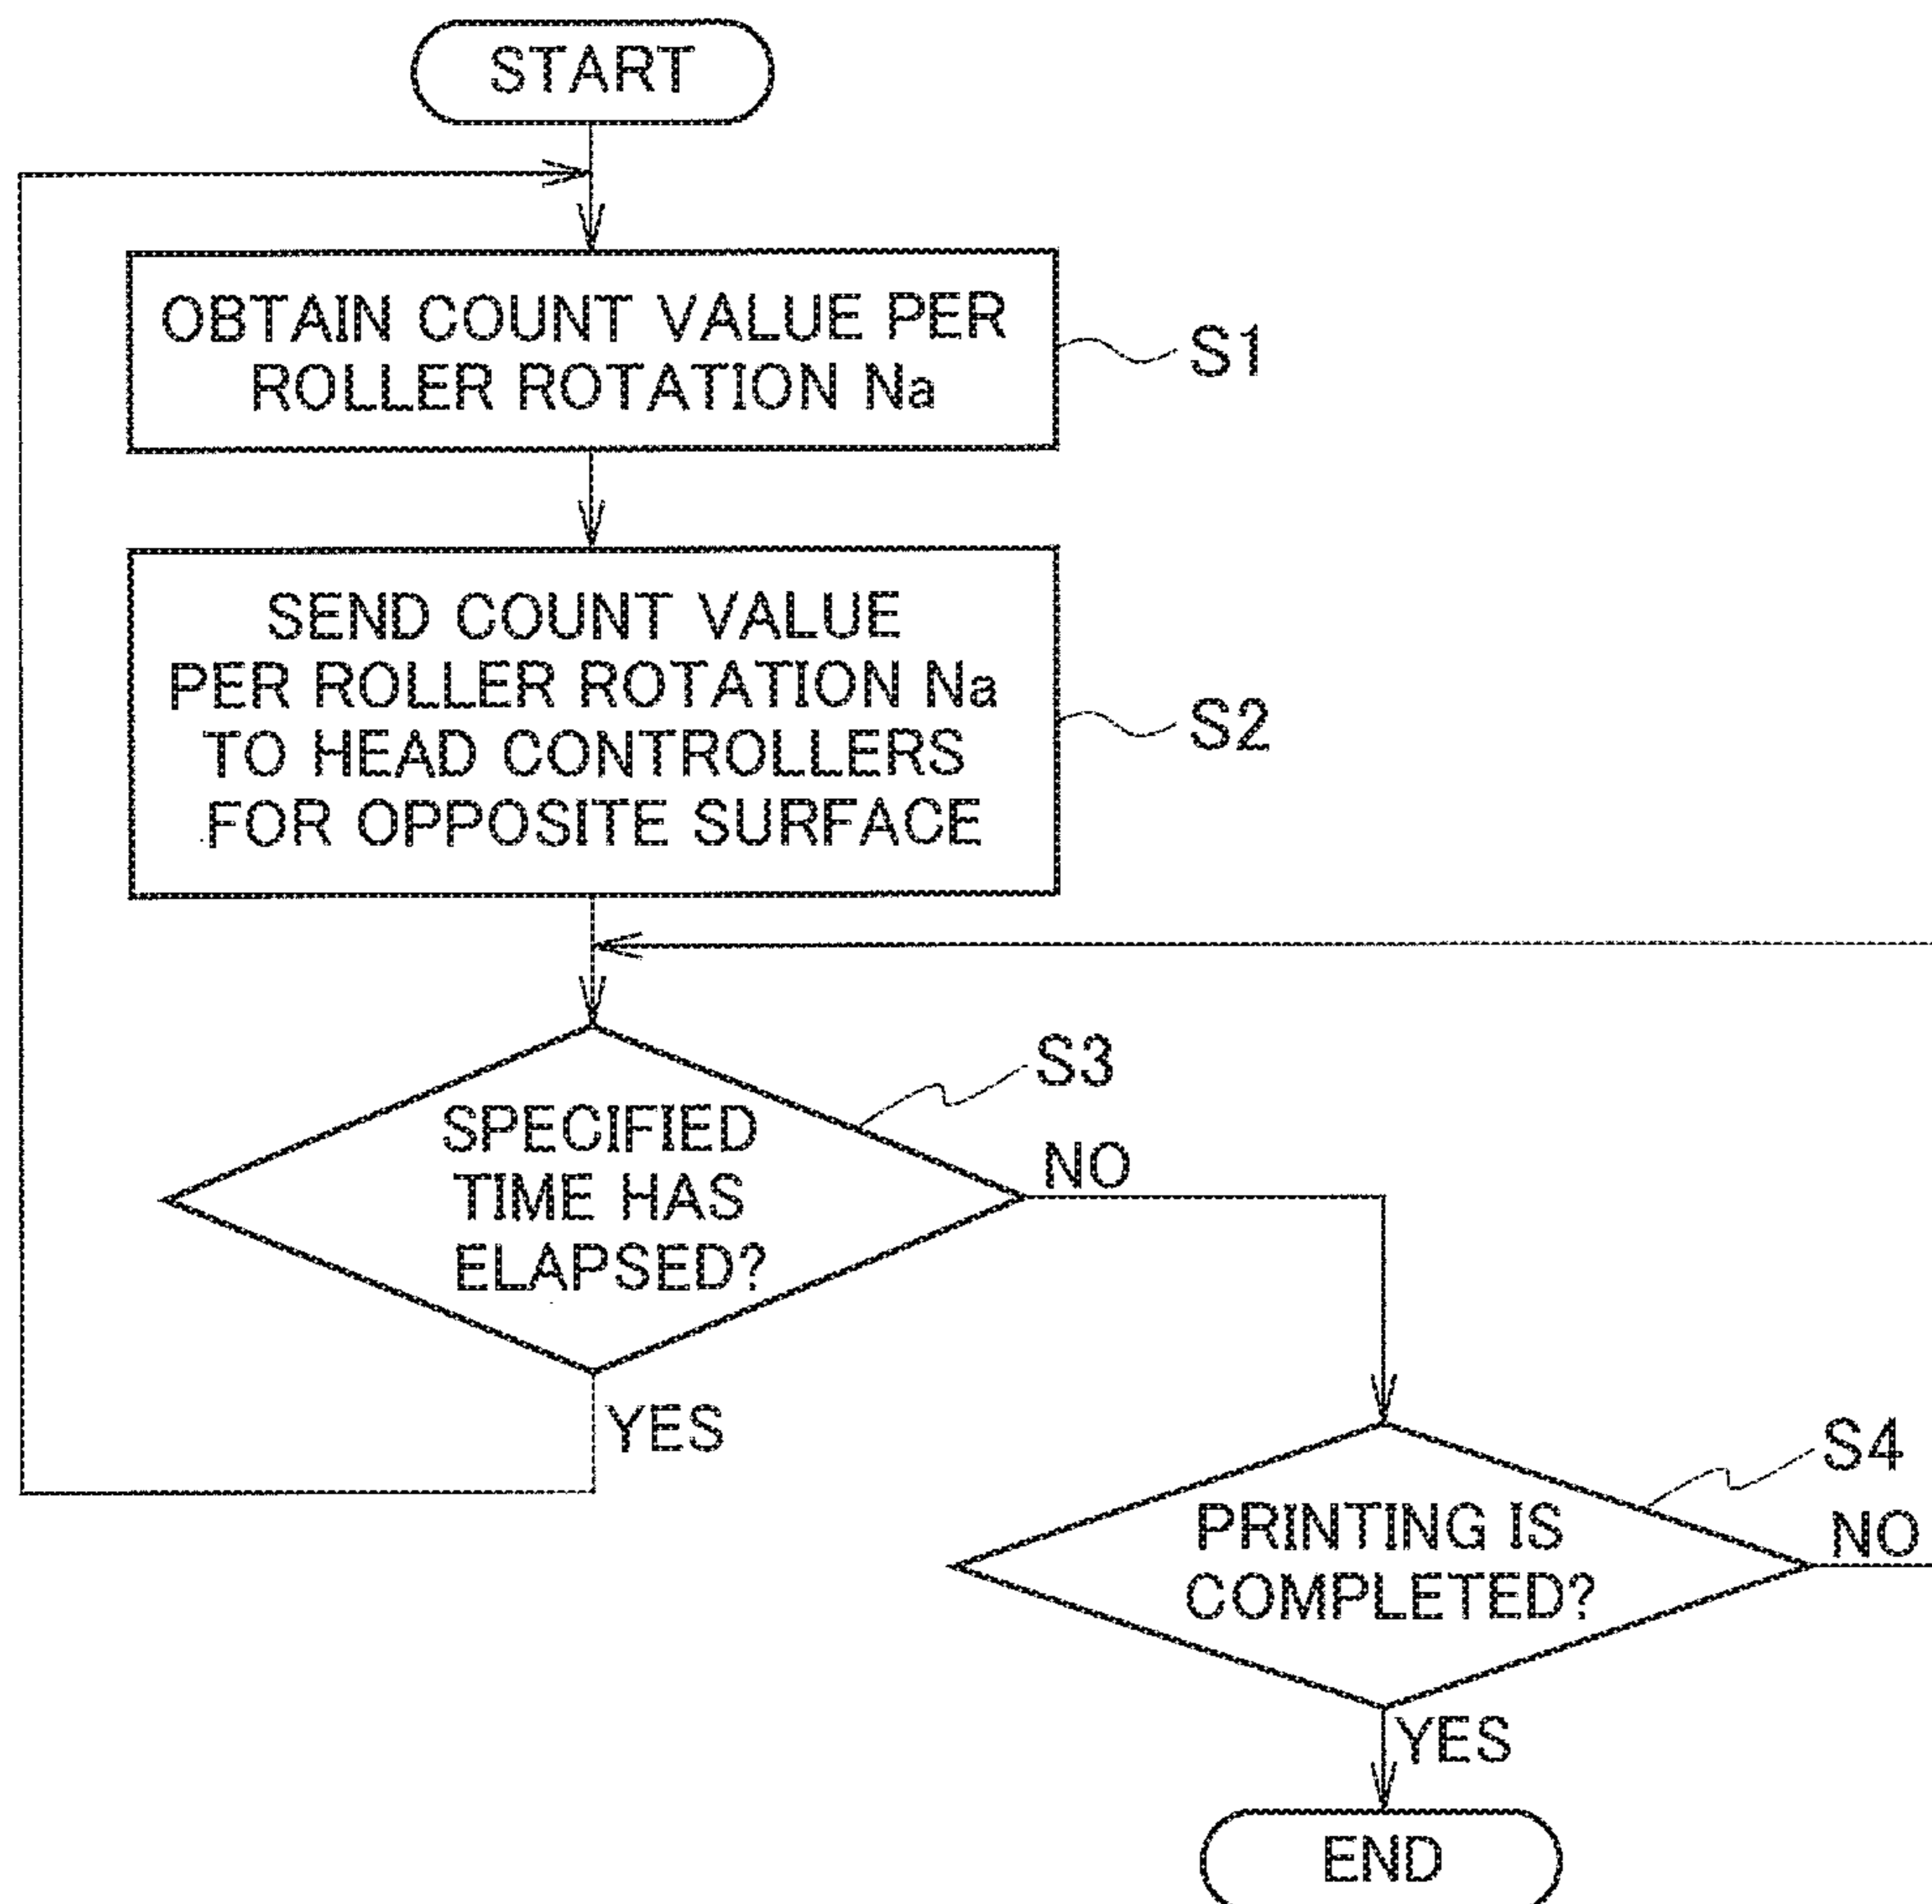 START
OBTAIN COUNT VALUE PER
ROLLER ROTATION Na
S1
SEND COUNT VALUE
PER ROLLER ROTATION Na
TO HEAD CONTROLLERS
FOR OPPOSITE SURFACE
S2
S3
SPECIFIED
TIME HAS
ELAPSED?
NO
YES
S4
PRINTING IS
COMPLETED?
NO
YES
END